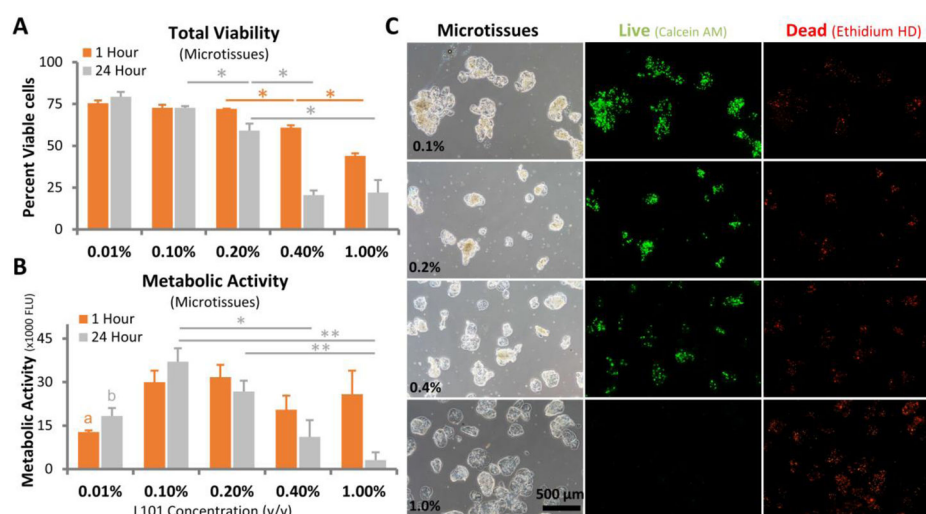 A
Total Viability
(Microtissues)
1 Hour
24 Hour
* *
* *
*
100
75
50
25
0
Percent Viable cells
0.01% 0.10% 0.20% 0.40% 1.00%
B
Metabolic Activity
(Microtissues)
1 Hour
24 Hour
*
**
**
a
b
45
30
15
0
Metabolic Activity (x1000 FLU)
0.01% 0.10% 0.20% 0.40% 1.00%
L101 Concentration (v/v)
C
Microtissues Live (Calcein AM) Dead (Ethidium HD)
0.1%
0.2%
0.4%
1.0%
500 µm